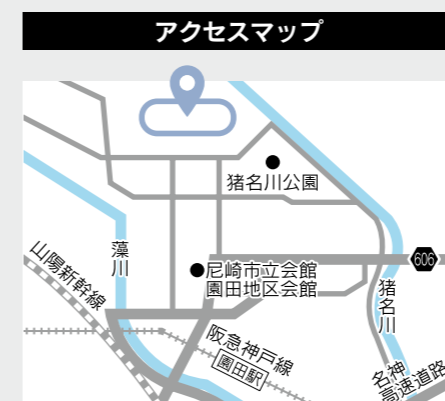 アクセスマップ
猪名川公園
藻川
山陽新幹線
尼崎市立会館
園田地区会館
606
猪名川
阪急神戸線
園田駅
名神
高速道路